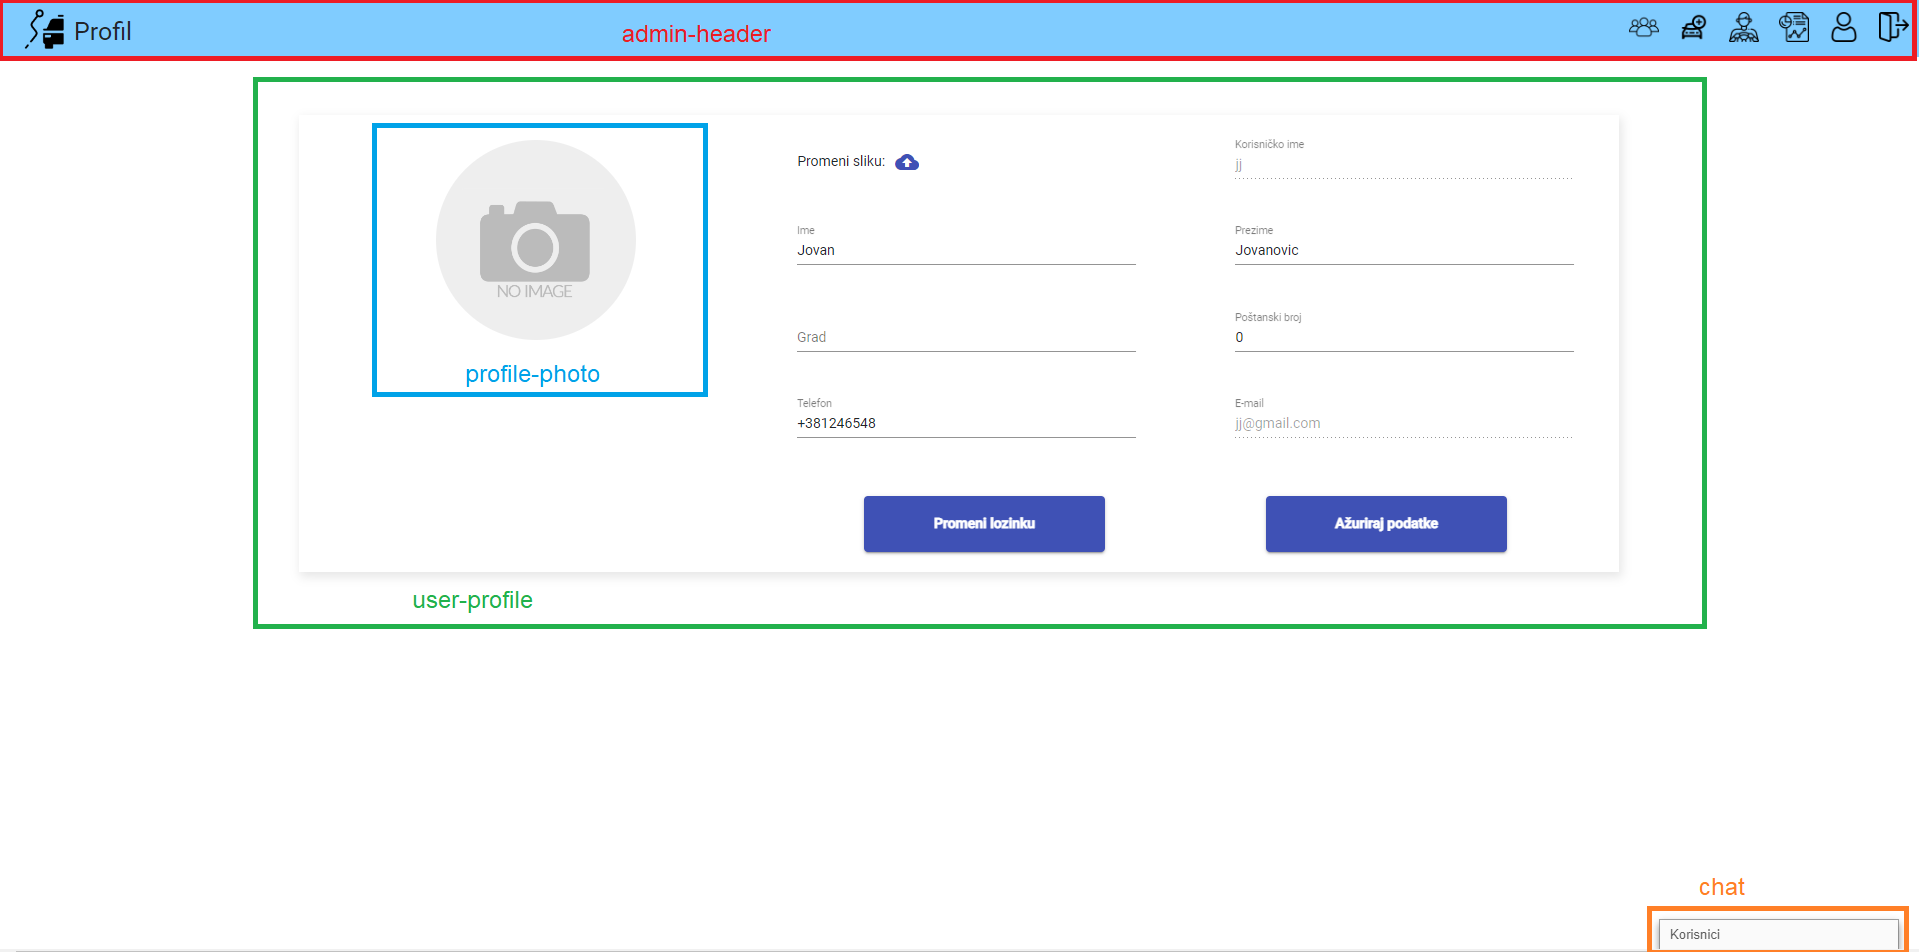 Profil
admin-header
NO IMAGE
profile-photo
Promeni sliku:
Korisničko ime
jj
Ime
Jovan
Prezime
Jovanovic
Grad
Poštanski broj
0
Telefon
+381246548
E-mail
jj@gmail.com
Promeni lozinku
Ažuriraj podatke
user-profile
chat
Korisnici